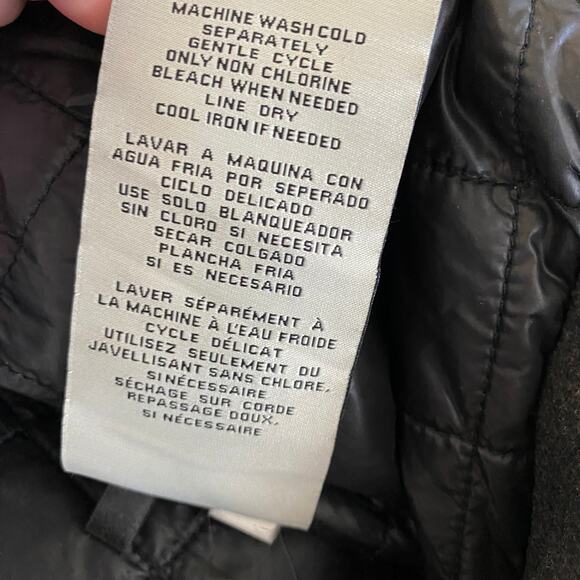 MACHINE WASH COLD
SEPARATELY
GENTLE CYCLE
ONLY NON CHLORINE
BLEACH WHEN NEEDED
LINE DRY
COOL IRON IF NEEDED
LAVAR A MAQUINA CON
AGUA FRIA POR SEPERADO
CICLO DELICADO
USE SOLO BLANQUEADOR
SIN CLORO SI NECESITA
SECAR COLGADO
PLANCHA FRIA
SI ES NECESARIO
LAVER SÉPARÉMENT À
LA MACHINE À L'EAU FROIDE
CYCLE DÉLICAT
UTILISEZ SEULEMENT DU
JAVELLISANT SANS CHLORE,
SI NÉCESSAIRE
SÉCHAGE SUR CORDE
REPASSAGE DOUX,
SI NÉCESSAIRE